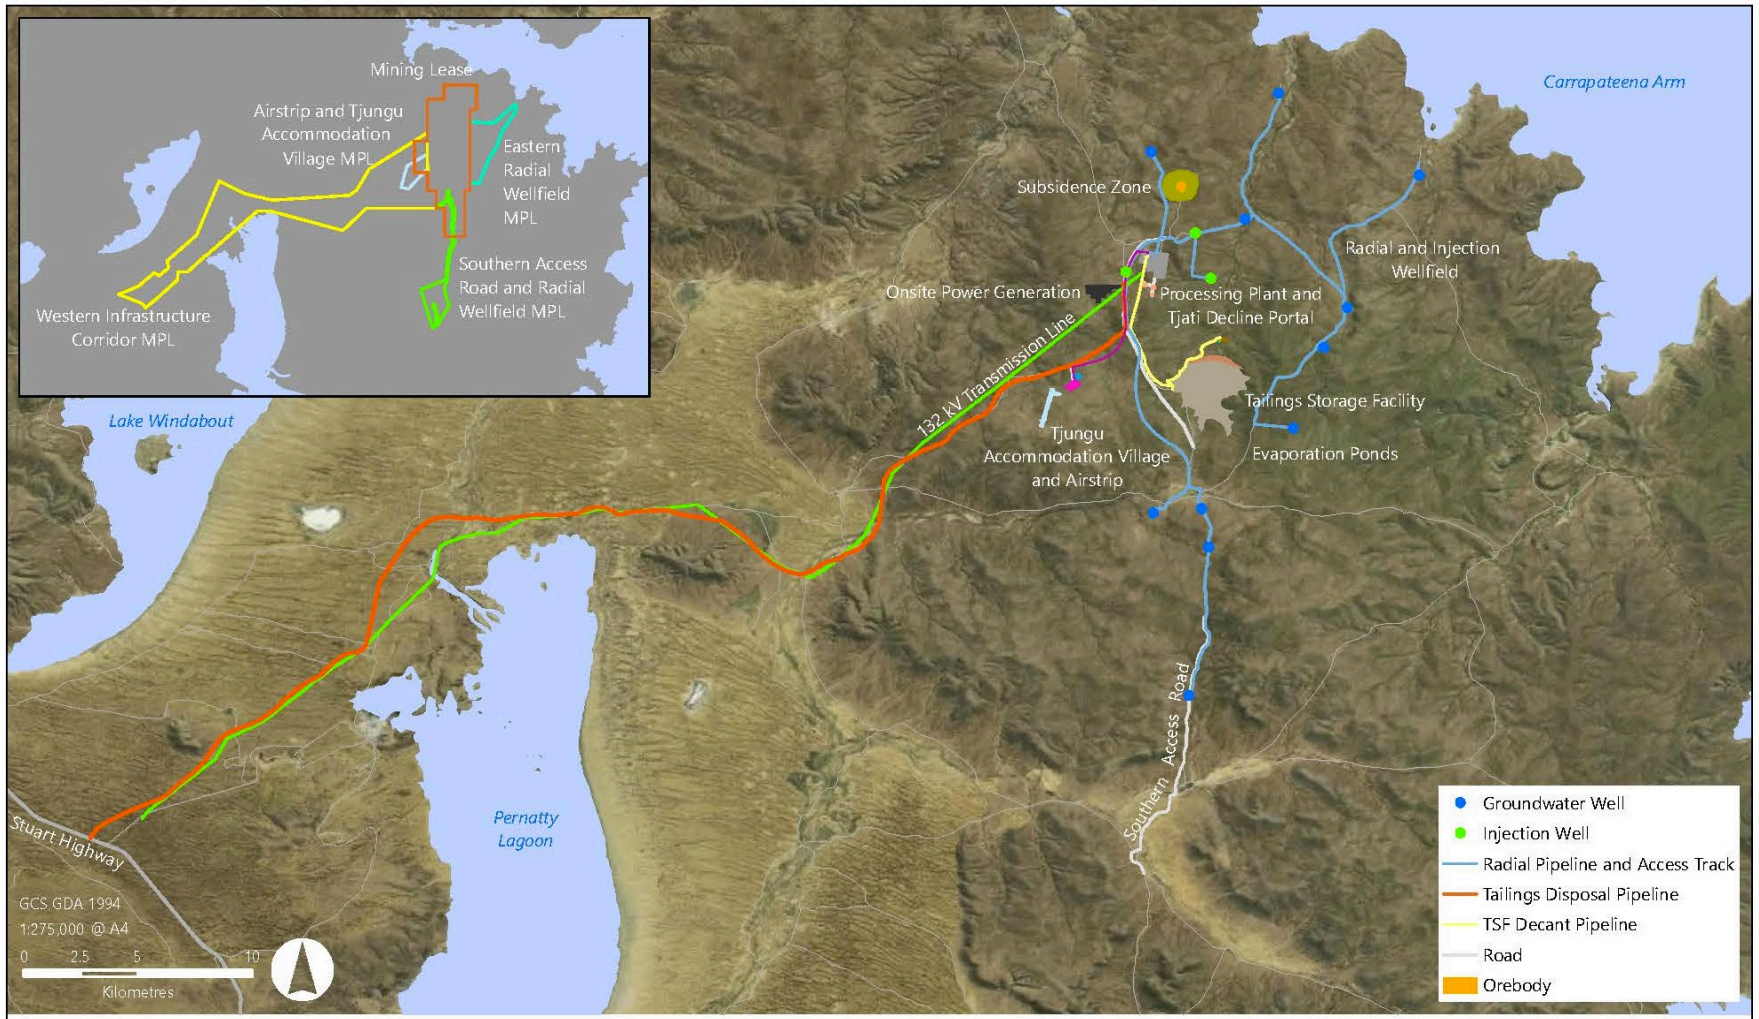 Mining Lease
Airstrip and Tjungu
Accommodation
Village MPL
Eastern
Radial
Wellfield
MPL
Southern Access
Road and Radial
Wellfield MPL
Western Infrastructure
Corridor MPL
Carrapateena Arm
Subsidence Zone
Radial and Injection
Wellfield
Onsite Power Generation
Processing Plant and
Tjati Decline Portal
132 kV Transmission Line
Tailings Storage Facility
Tjungu
Accommodation Village
and Airstrip
Evaporation Ponds
Lake Windabout
Pernatty
Lagoon
Southern Access Road
Stuart Highway
GCS GDA 1994
1:275,000 @ A4
0 2.5 5 10
Kilometres
Groundwater Well
Injection Well
Radial Pipeline and Access Track
Tailings Disposal Pipeline
TSF Decant Pipeline
Road
Orebody